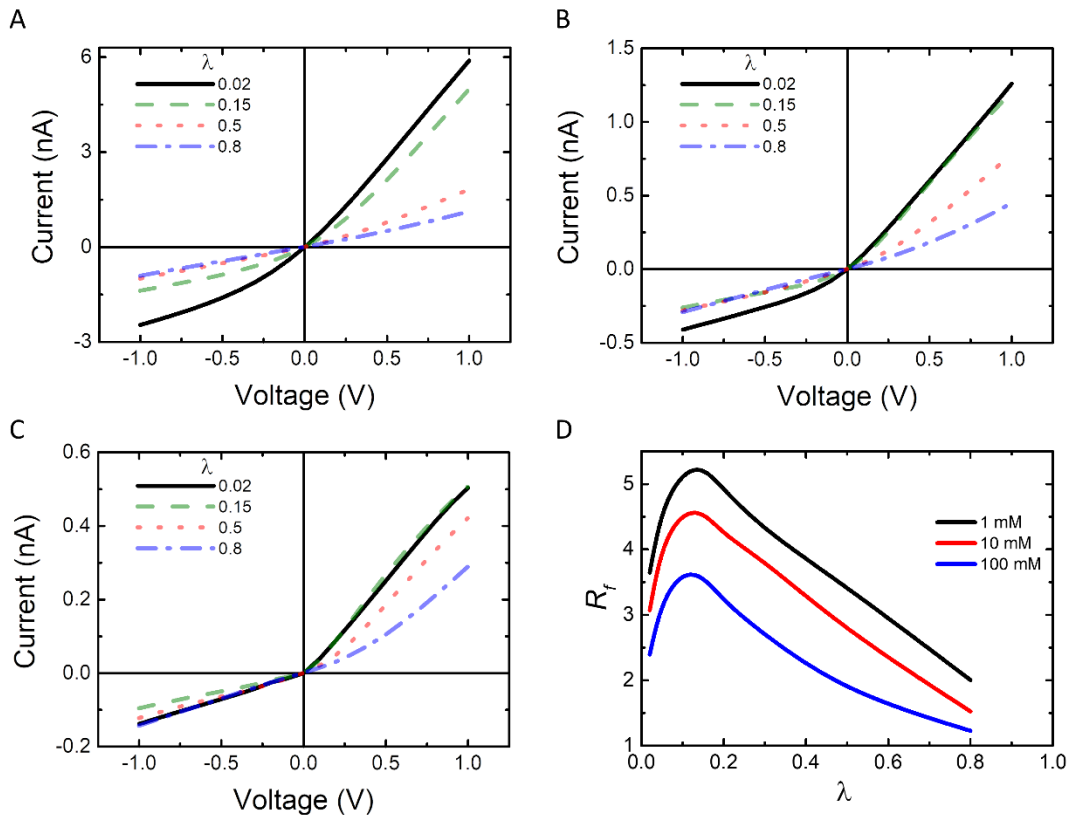 A
λ
0.02
0.15
0.5
0.8
6
3
0
-3
-1.0 -0.5 0.0 0.5 1.0
Current (nA)
Voltage (V)
B
λ
0.02
0.15
0.5
0.8
1.5
1.0
0.5
0.0
-0.5
-1.0 -0.5 0.0 0.5 1.0
Current (nA)
Voltage (V)
C
λ
0.02
0.15
0.5
0.8
0.6
0.4
0.2
0.0
-0.2
-1.0 -0.5 0.0 0.5 1.0
Current (nA)
Voltage (V)
D
1 mM
10 mM
100 mM
5
4
3
2
1
0.0 0.2 0.4 0.6 0.8 1.0
Rf
λ